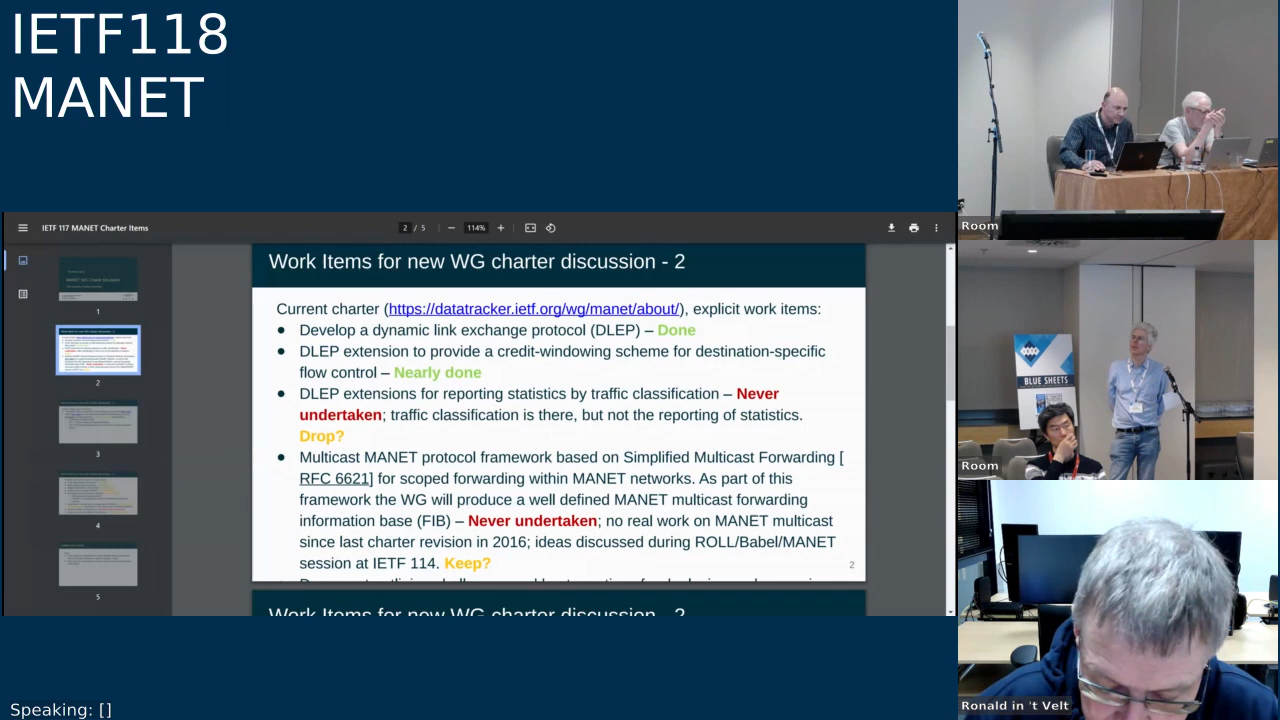 IETF118
MANET
IETF 117 MANET Charter Items
2 / 5
114%
1
2
3
4
5
Work Items for new WG charter discussion - 2
Current charter (https://datatracker.ietf.org/wg/manet/about/), explicit work items:
● Develop a dynamic link exchange protocol (DLEP) – Done
● DLEP extension to provide a credit-windowing scheme for destination-specific
flow control – Nearly done
● DLEP extensions for reporting statistics by traffic classification – Never
undertaken; traffic classification is there, but not the reporting of statistics.
Drop?
● Multicast MANET protocol framework based on Simplified Multicast Forwarding [
RFC 6621] for scoped forwarding within MANET networks. As part of this
framework the WG will produce a well defined MANET multicast forwarding
information base (FIB) – Never undertaken; no real work on MANET multicast
since last charter revision in 2016; ideas discussed during ROLL/Babel/MANET
session at IETF 114. Keep?
2
Work Items for new WG charter discussion - 2
Room
BLUE SHEETS
Room
Ronald in 't Velt
Speaking: []